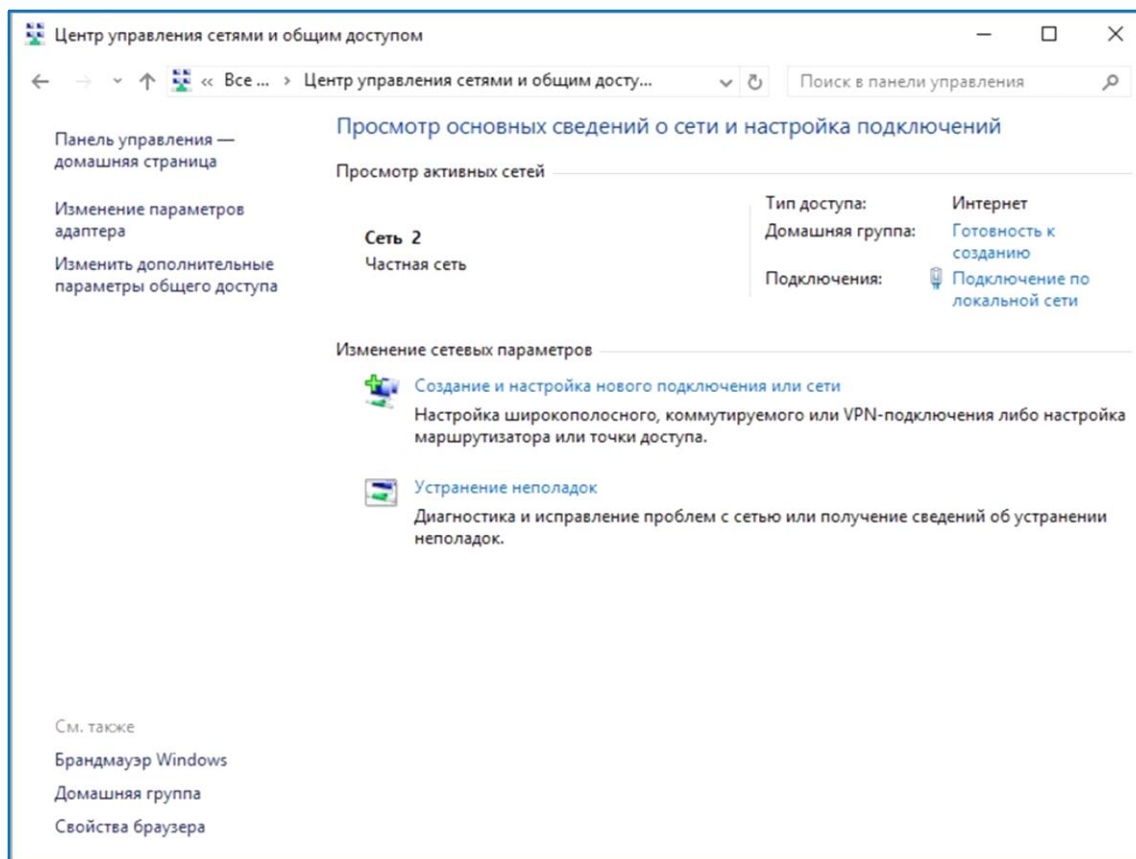 Центр управления сетями и общим доступом
« Все ... › Центр управления сетями и общим досту...
Поиск в панели управления
Панель управления —
домашняя страница
Изменение параметров
адаптера
Изменить дополнительные
параметры общего доступа
Просмотр основных сведений о сети и настройка подключений
Просмотр активных сетей
Сеть 2
Частная сеть
Тип доступа: Интернет
Домашняя группа: Готовность к
созданию
Подключения: Подключение по
локальной сети
Изменение сетевых параметров
Создание и настройка нового подключения или сети
Настройка широкополосного, коммутируемого или VPN-подключения либо настройка
маршрутизатора или точки доступа.
Устранение неполадок
Диагностика и исправление проблем с сетью или получение сведений об устранении
неполадок.
См. также
Брандмауэр Windows
Домашняя группа
Свойства браузера